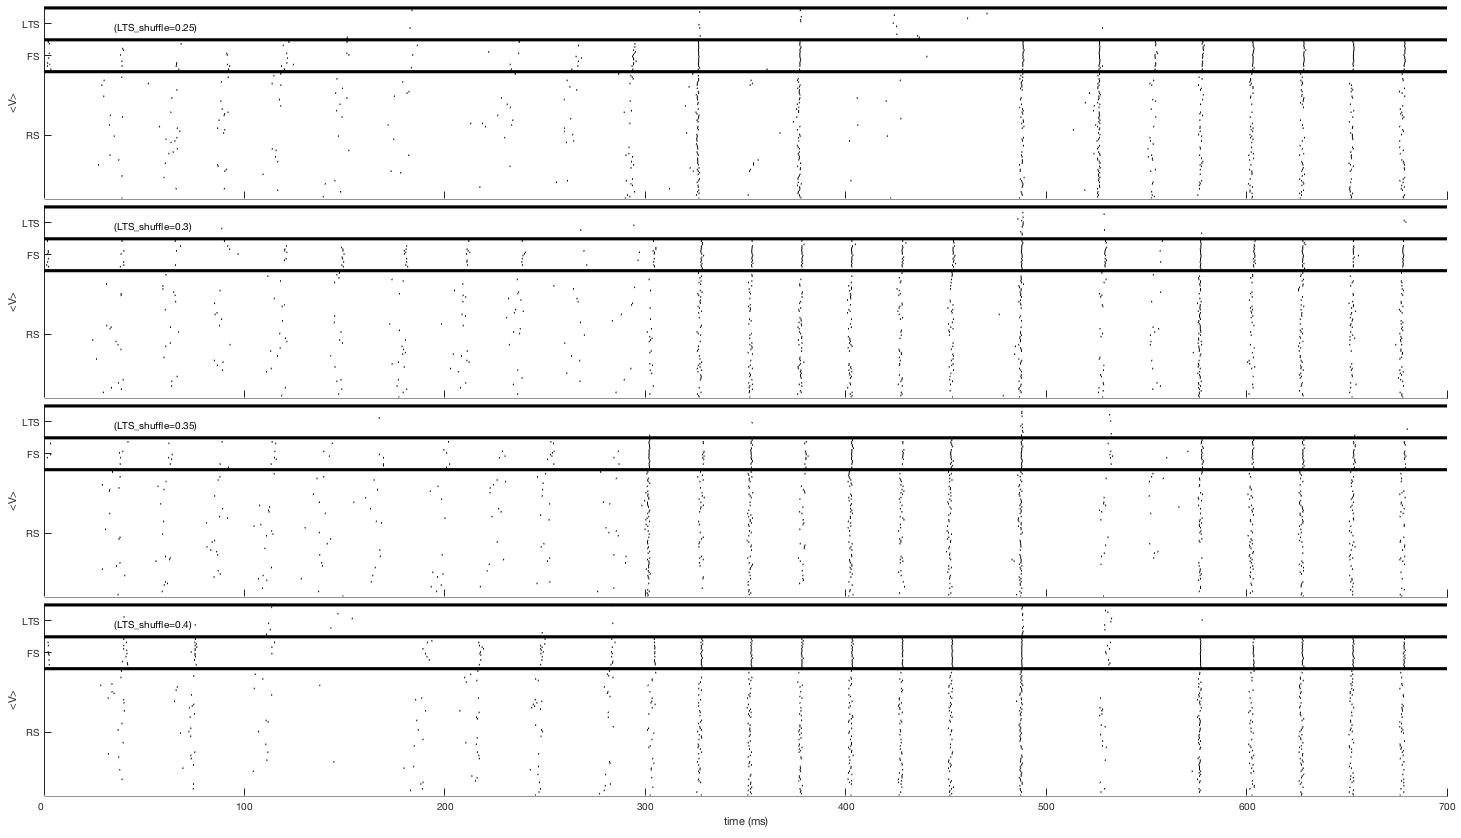 LTS
(LTS_shuffle=0.25)
FS
<V>
RS
LTS
(LTS_shuffle=0.3)
FS
<V>
RS
LTS
(LTS_shuffle=0.35)
FS
<V>
RS
LTS
(LTS_shuffle=0.4)
FS
<V>
RS
0 100 200 300 400 500 600 700
time (ms)